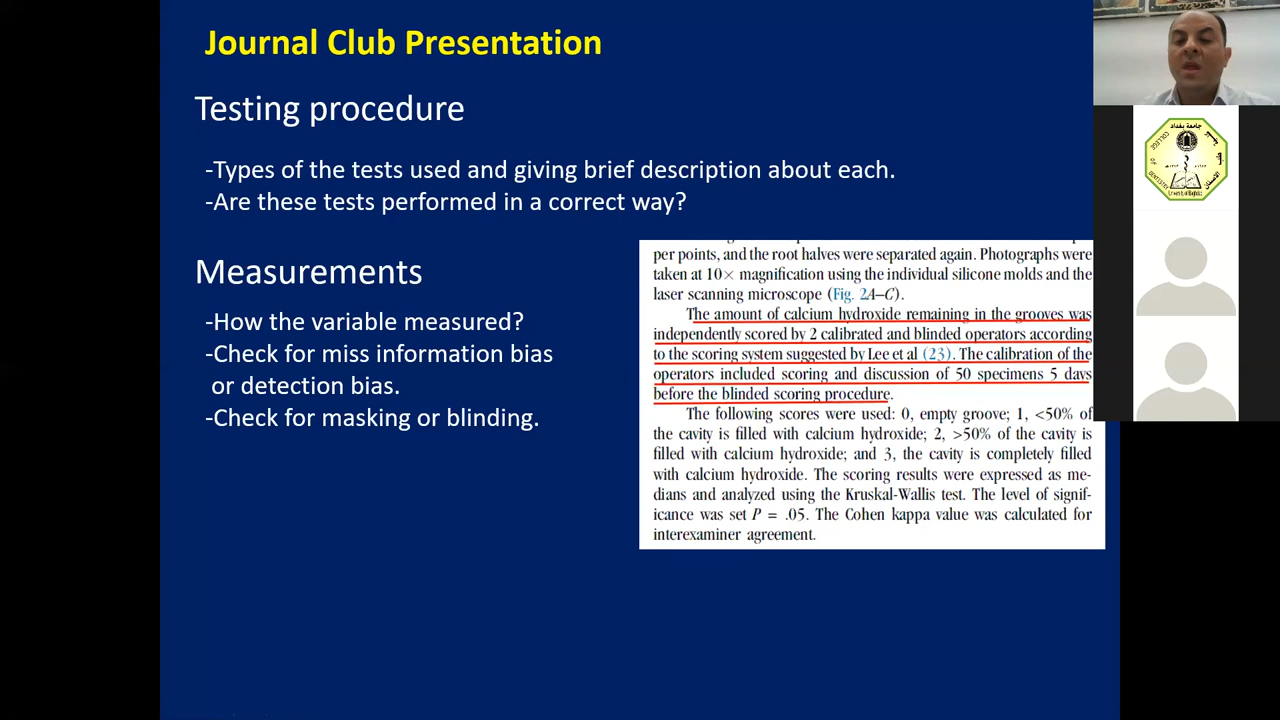 Journal Club Presentation
Testing procedure
-Types of the tests used and giving brief description about each.
-Are these tests performed in a correct way?
Measurements
-How the variable measured?
-Check for miss information bias
or detection bias.
-Check for masking or blinding.
per points, and the root halves were separated again. Photographs were
taken at 10× magnification using the individual silicone molds and the
laser scanning microscope (Fig. 2A–C).
The amount of calcium hydroxide remaining in the grooves was
independently scored by 2 calibrated and blinded operators according
to the scoring system suggested by Lee et al (23). The calibration of the
operators included scoring and discussion of 50 specimens 5 days
before the blinded scoring procedure.
The following scores were used: 0, empty groove; 1, <50% of
the cavity is filled with calcium hydroxide; 2, >50% of the cavity is
filled with calcium hydroxide; and 3, the cavity is completely filled
with calcium hydroxide. The scoring results were expressed as me-
dians and analyzed using the Kruskal-Wallis test. The level of signif-
icance was set P = .05. The Cohen kappa value was calculated for
interexaminer agreement.
جامعة بغداد
COLLEGE
OF
DENTISTRY